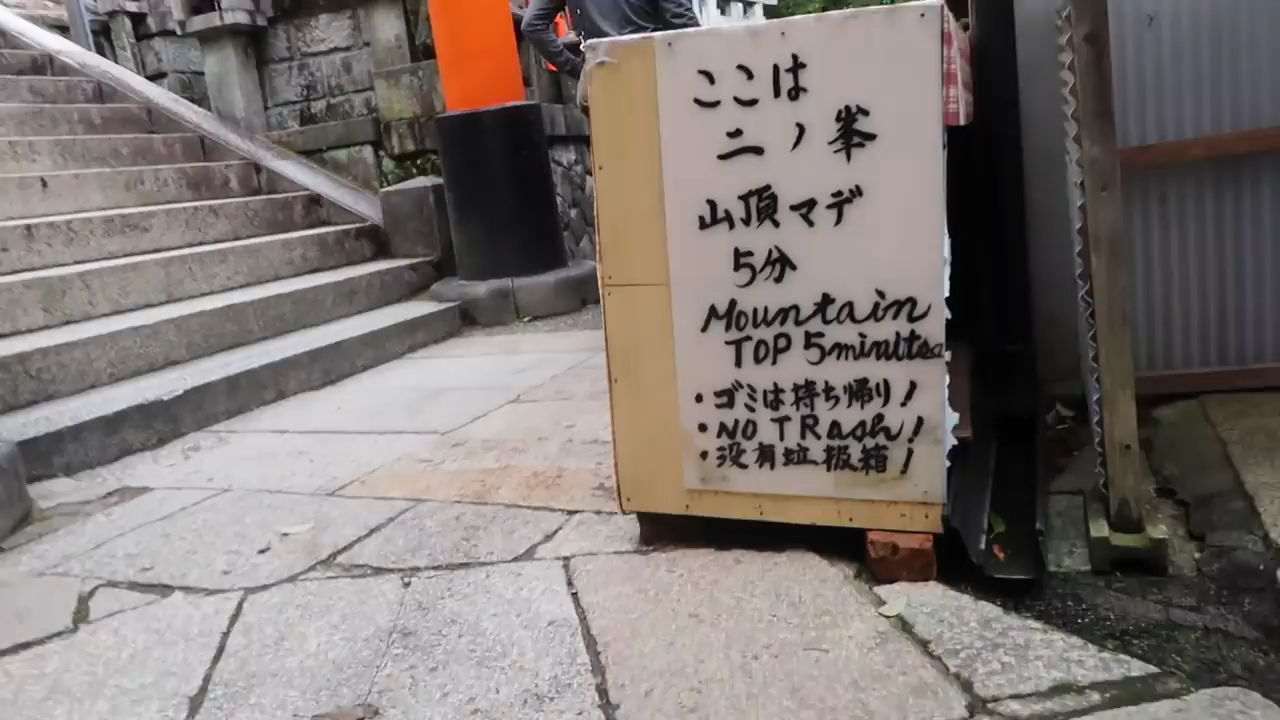 ここは
二ノ峯
山頂マデ
5分
Mountain
TOP 5minites
・ゴミは持ち帰り！
・NO TRash!
・没有垃圾箱！